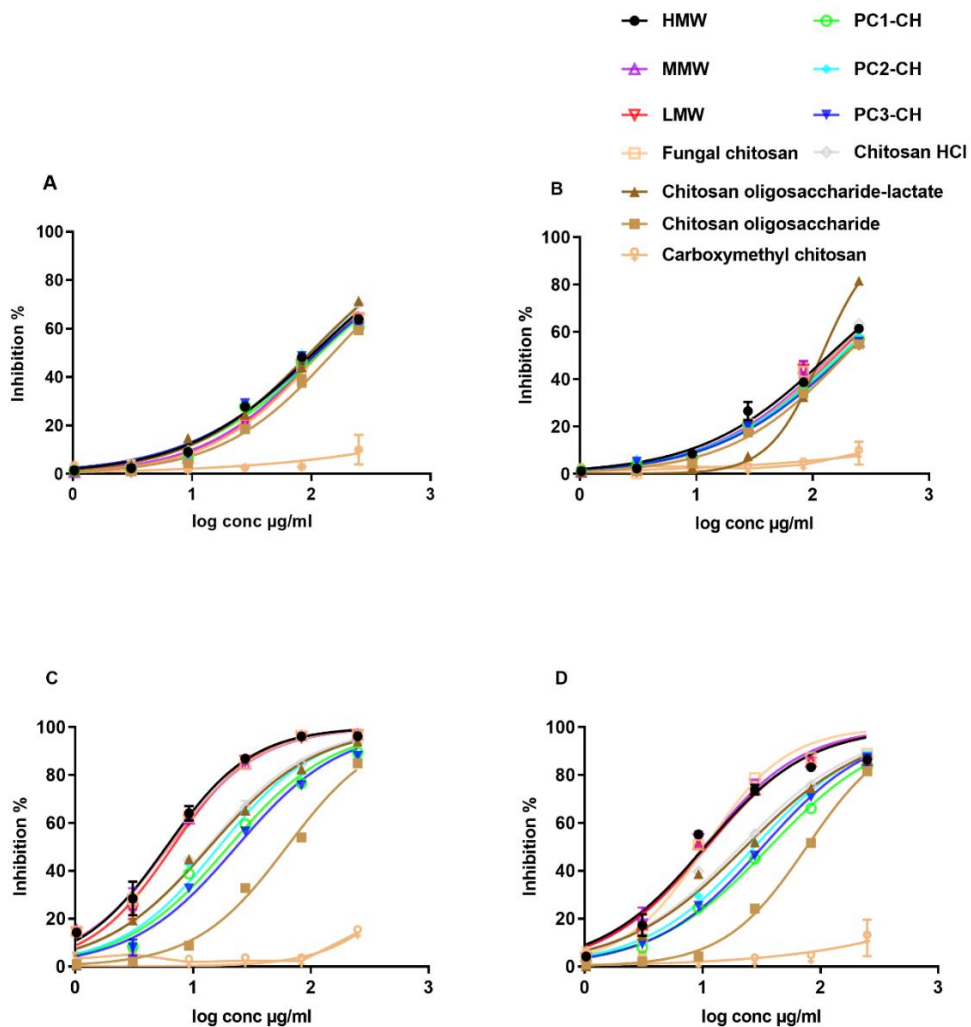 HMW
PC1-CH
MMW
PC2-CH
LMW
PC3-CH
Fungal chitosan
Chitosan HCl
Chitosan oligosaccharide-lactate
Chitosan oligosaccharide
Carboxymethyl chitosan
A
100
80
60
40
20
0
Inhibition %
0 1 2 3
log conc µg/ml
B
100
80
60
40
20
0
Inhibition %
0 1 2 3
log conc µg/ml
C
100
80
60
40
20
0
Inhibition %
0 1 2 3
log conc µg/ml
D
100
80
60
40
20
0
Inhibition %
0 1 2 3
log conc µg/ml